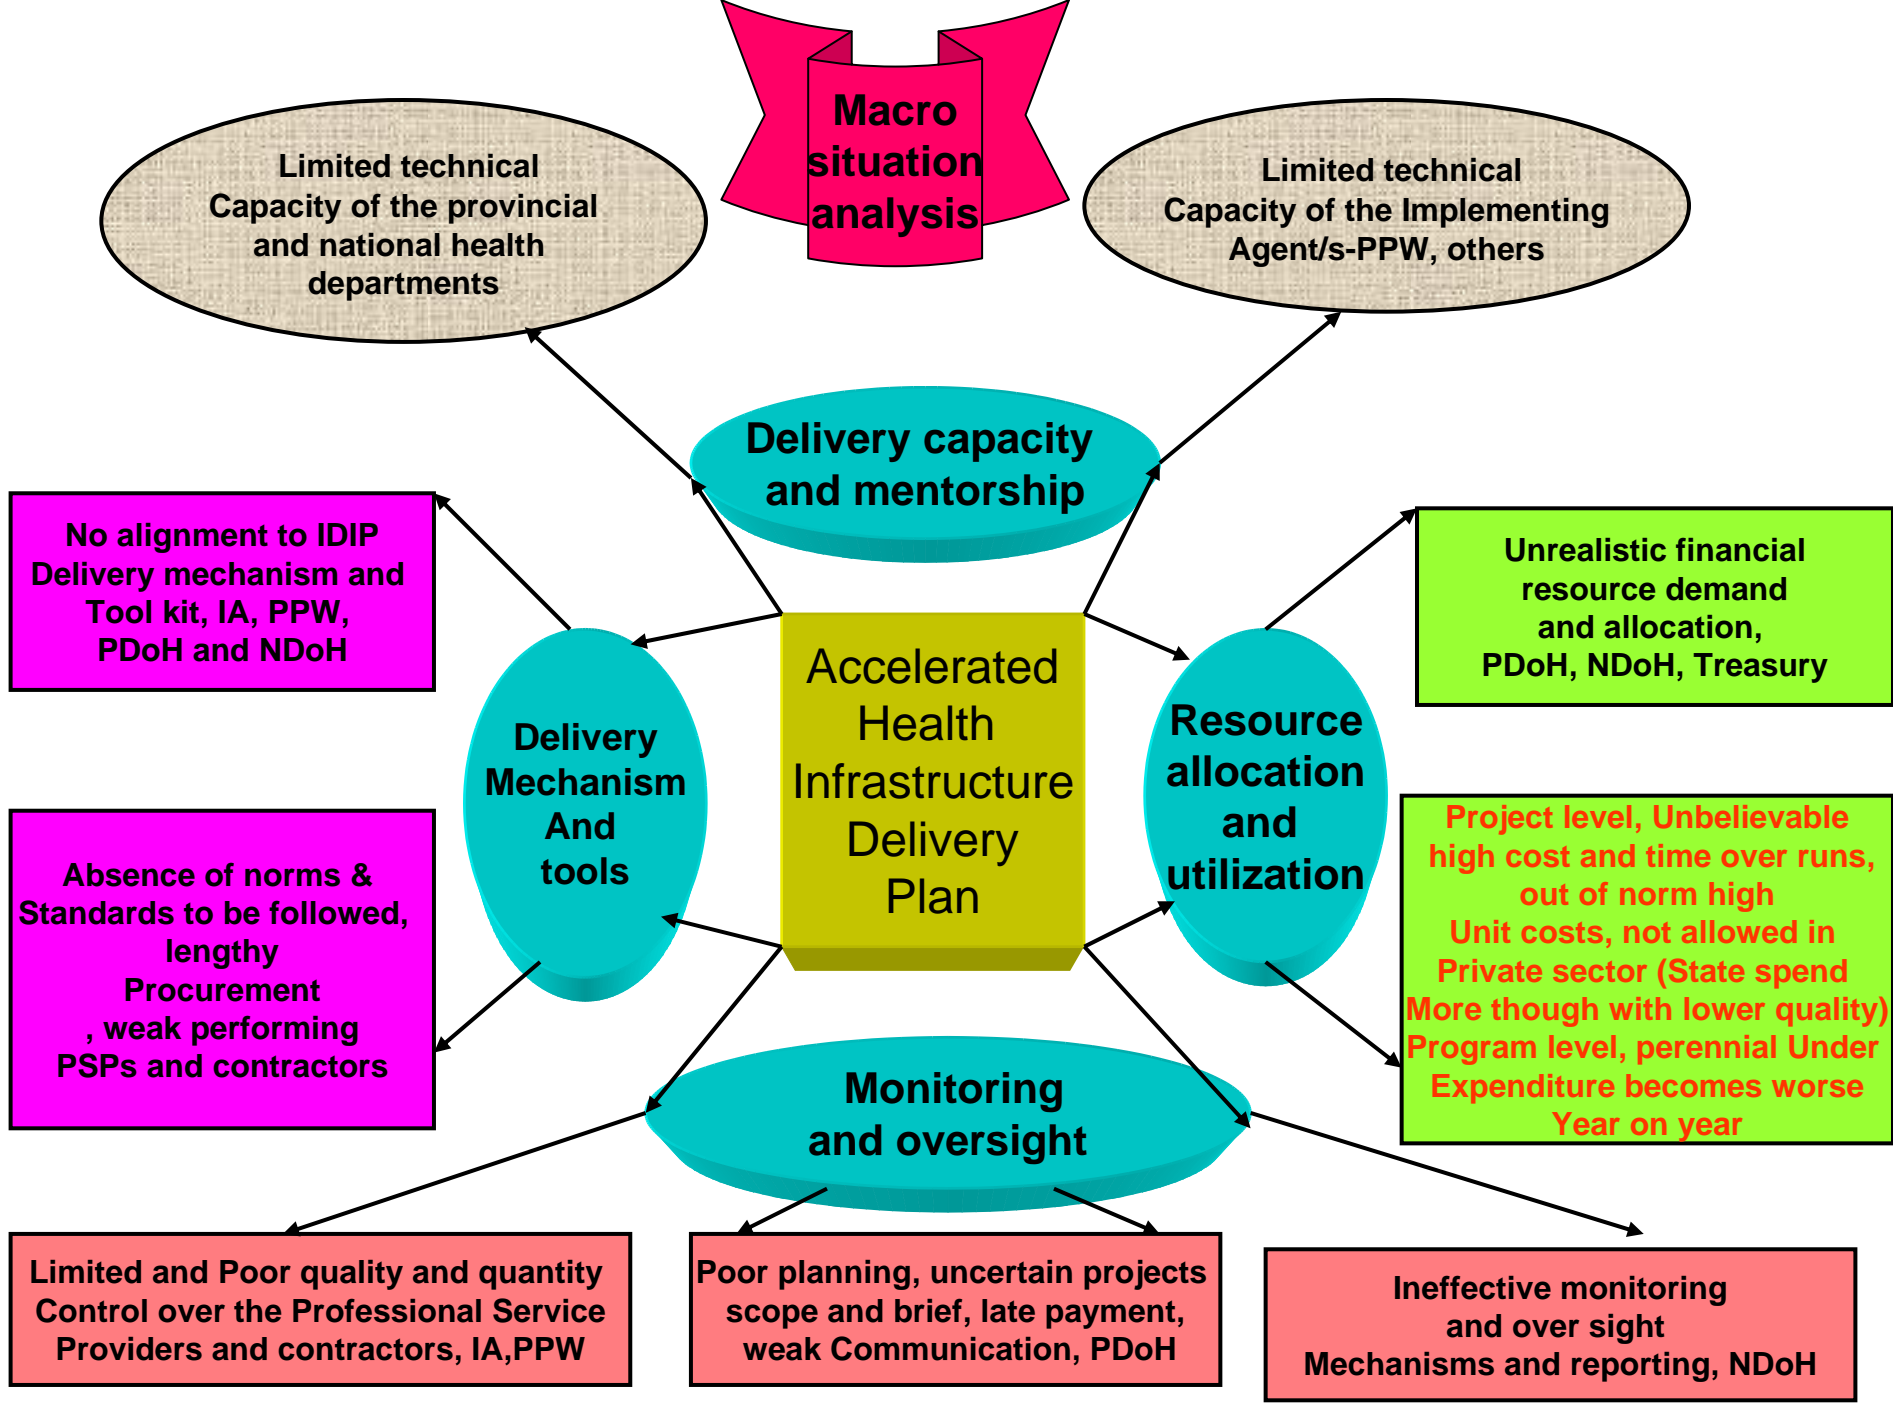 Macro
situation
analysis
Limited technical
Capacity of the provincial
and national health
departments
Limited technical
Capacity of the Implementing
Agent/s-PPW, others
Delivery capacity
and mentorship
No alignment to IDIP
Delivery mechanism and
Tool kit, IA, PPW,
PDoH and NDoH
Unrealistic financial
resource demand
and allocation,
PDoH, NDoH, Treasury
Delivery
Mechanism
And
tools
Accelerated
Health
Infrastructure
Delivery
Plan
Resource
allocation
and
utilization
Absence of norms &
Standards to be followed,
lengthy
Procurement
, weak performing
PSPs and contractors
Project level, Unbelievable
high cost and time over runs,
out of norm high
Unit costs, not allowed in
Private sector (State spend
More though with lower quality)
Program level, perennial Under
Expenditure becomes worse
Year on year
Monitoring
and oversight
Limited and Poor quality and quantity
Control over the Professional Service
Providers and contractors, IA,PPW
Poor planning, uncertain projects
scope and brief, late payment,
weak Communication, PDoH
Ineffective monitoring
and over sight
Mechanisms and reporting, NDoH